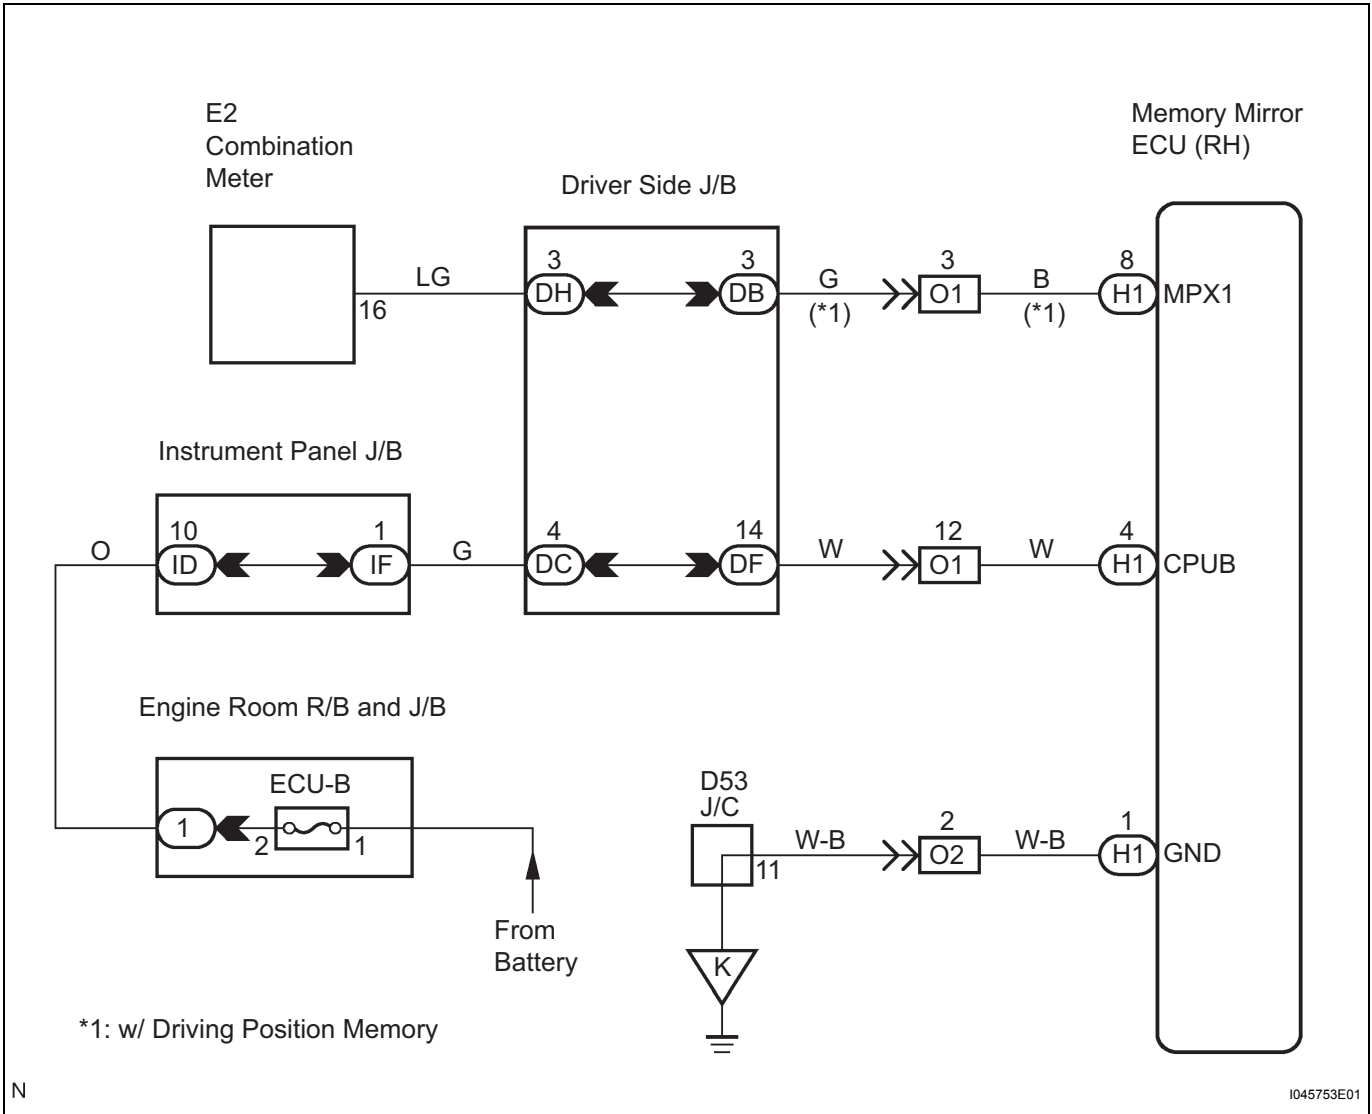 E2
Combination
Meter
Memory Mirror
ECU (RH)
Driver Side J/B
16
LG
3
DH
3
DB
G
(*1)
3
O1
B
(*1)
8
H1
MPX1
Instrument Panel J/B
O
10
ID
1
IF
G
4
DC
14
DF
W
12
O1
W
4
H1
CPUB
Engine Room R/B and J/B
ECU-B
1
2
1
From
Battery
D53
J/C
11
W-B
2
O2
W-B
1
H1
GND
K
*1: w/ Driving Position Memory
N
I045753E01